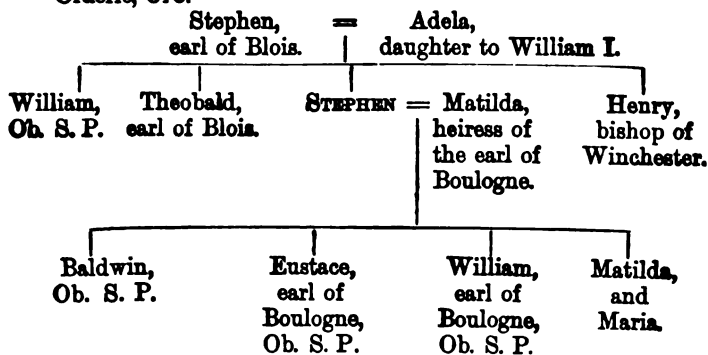 Stephen, = Adela,
earl of Blois. daughter to William I.
William, Theobald, STEPHEN = Matilda, Henry,
Ob. S. P. earl of Blois. heiress of bishop of
the earl of Winchester.
Boulogne.
Baldwin, Eustace, William, Matilda,
Ob. S. P. earl of earl of and
Boulogne, Boulogne, Maria.
Ob. S. P. Ob. S. P.